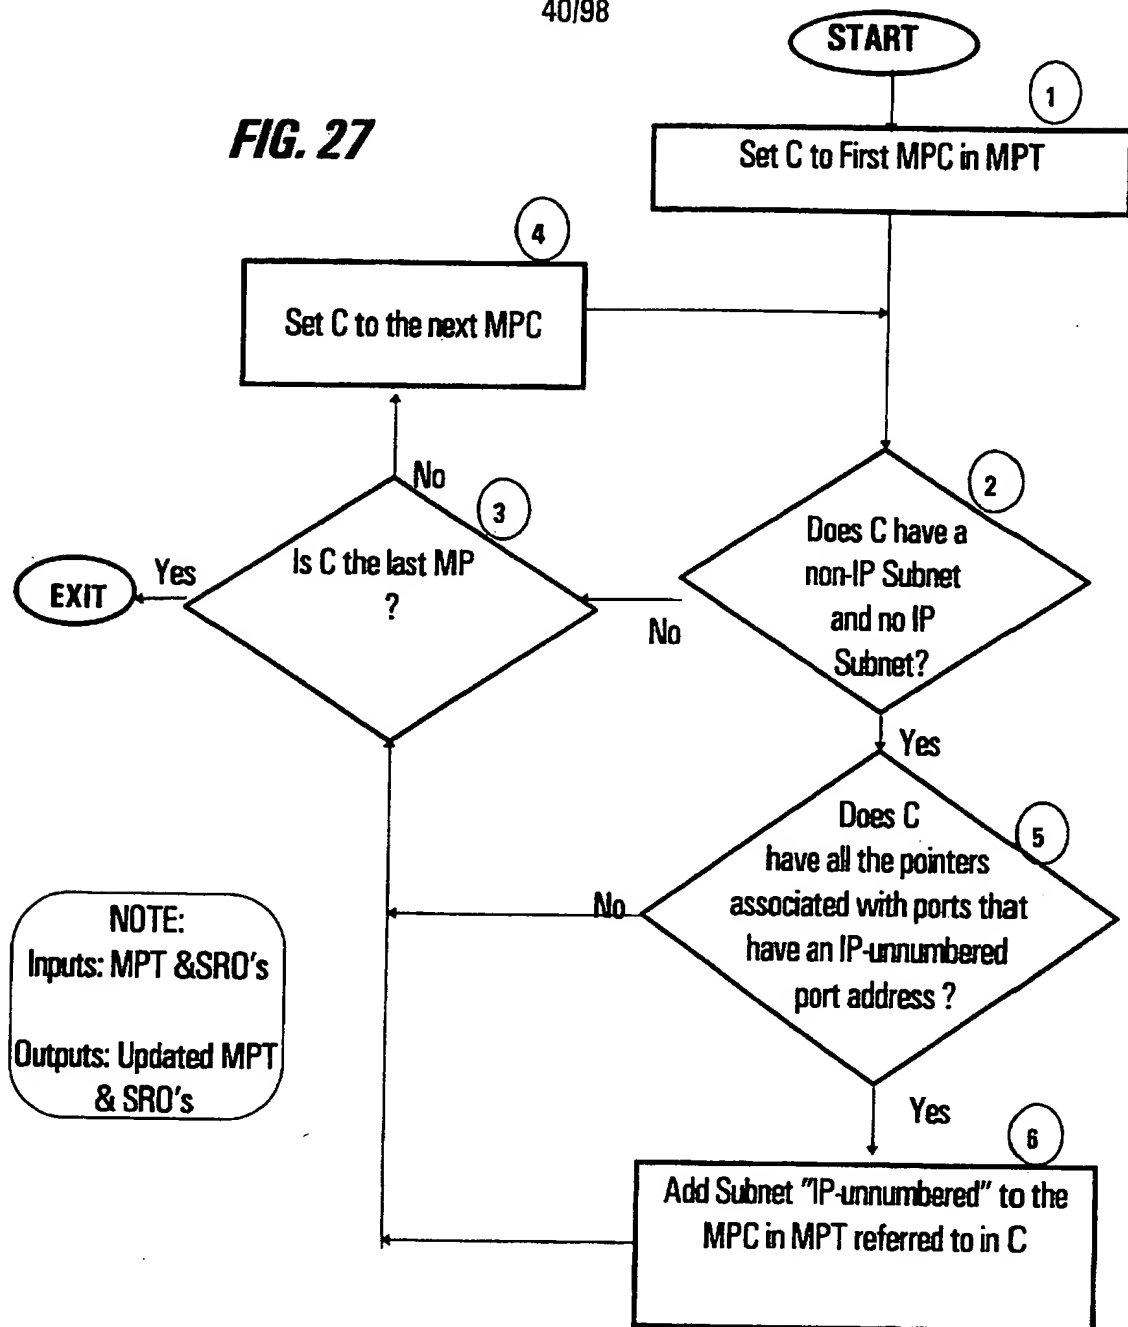 40/98
START
FIG. 27
1
Set C to First MPC in MPT
4
Set C to the next MPC
No
3
2
Does C have a
non-IP Subnet
and no IP
Subnet?
Is C the last MP
?
Yes
EXIT
No
Yes
Does C
have all the pointers
associated with ports that
have an IP-unnumbered
port address ?
5
No
NOTE:
Inputs: MPT &SRO's
Outputs: Updated MPT
& SRO's
Yes
6
Add Subnet "IP-unnumbered" to the
MPC in MPT referred to in C